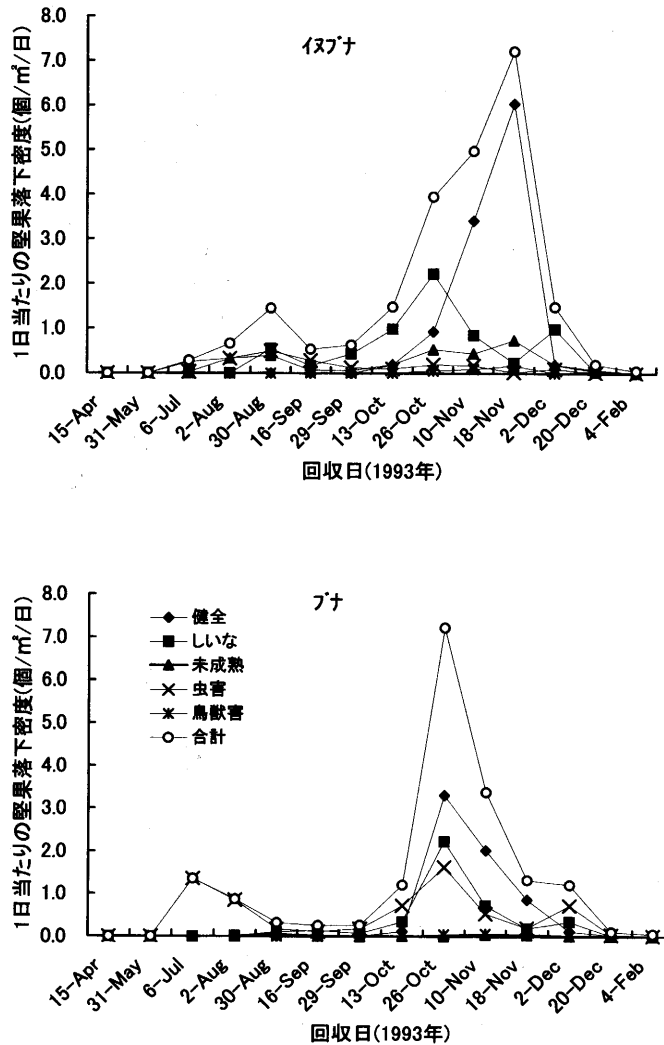 イヌブナ
1日当たりの堅果落下密度(個/㎡/日)
8.0
7.0
6.0
5.0
4.0
3.0
2.0
1.0
0.0
15-Apr
31-May
6-Jul
2-Aug
30-Aug
16-Sep
29-Sep
13-Oct
26-Oct
10-Nov
18-Nov
2-Dec
20-Dec
4-Feb
回収日(1993年)
ブナ
1日当たりの堅果落下密度(個/㎡/日)
8.0
7.0
6.0
5.0
4.0
3.0
2.0
1.0
0.0
健全
しいな
未成熟
虫害
鳥獣害
合計
15-Apr
31-May
6-Jul
2-Aug
30-Aug
16-Sep
29-Sep
13-Oct
26-Oct
10-Nov
18-Nov
2-Dec
20-Dec
4-Feb
回収日(1993年)